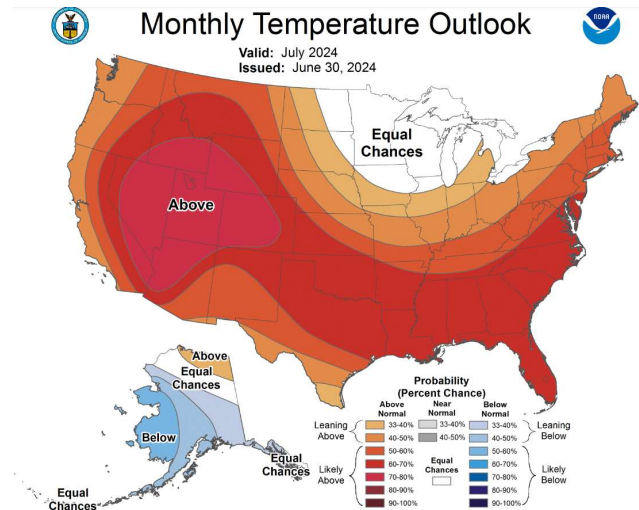 Monthly Temperature Outlook
NOAA
Valid: July 2024
Issued: June 30, 2024
Equal
Chances
Above
Above
Equal
Chances
Below
Equal
Chances
Equal
Chances
Probability
(Percent Chance)
Above
Normal
Near
Normal
Below
Normal
Leaning
Above
33-40%
33-40%
33-40%
Leaning
Below
40-50%
40-50%
40-50%
Likely
Above
50-60%
Equal
Chances
50-60%
Likely
Below
60-70%
60-70%
70-80%
70-80%
80-90%
80-90%
90-100%
90-100%